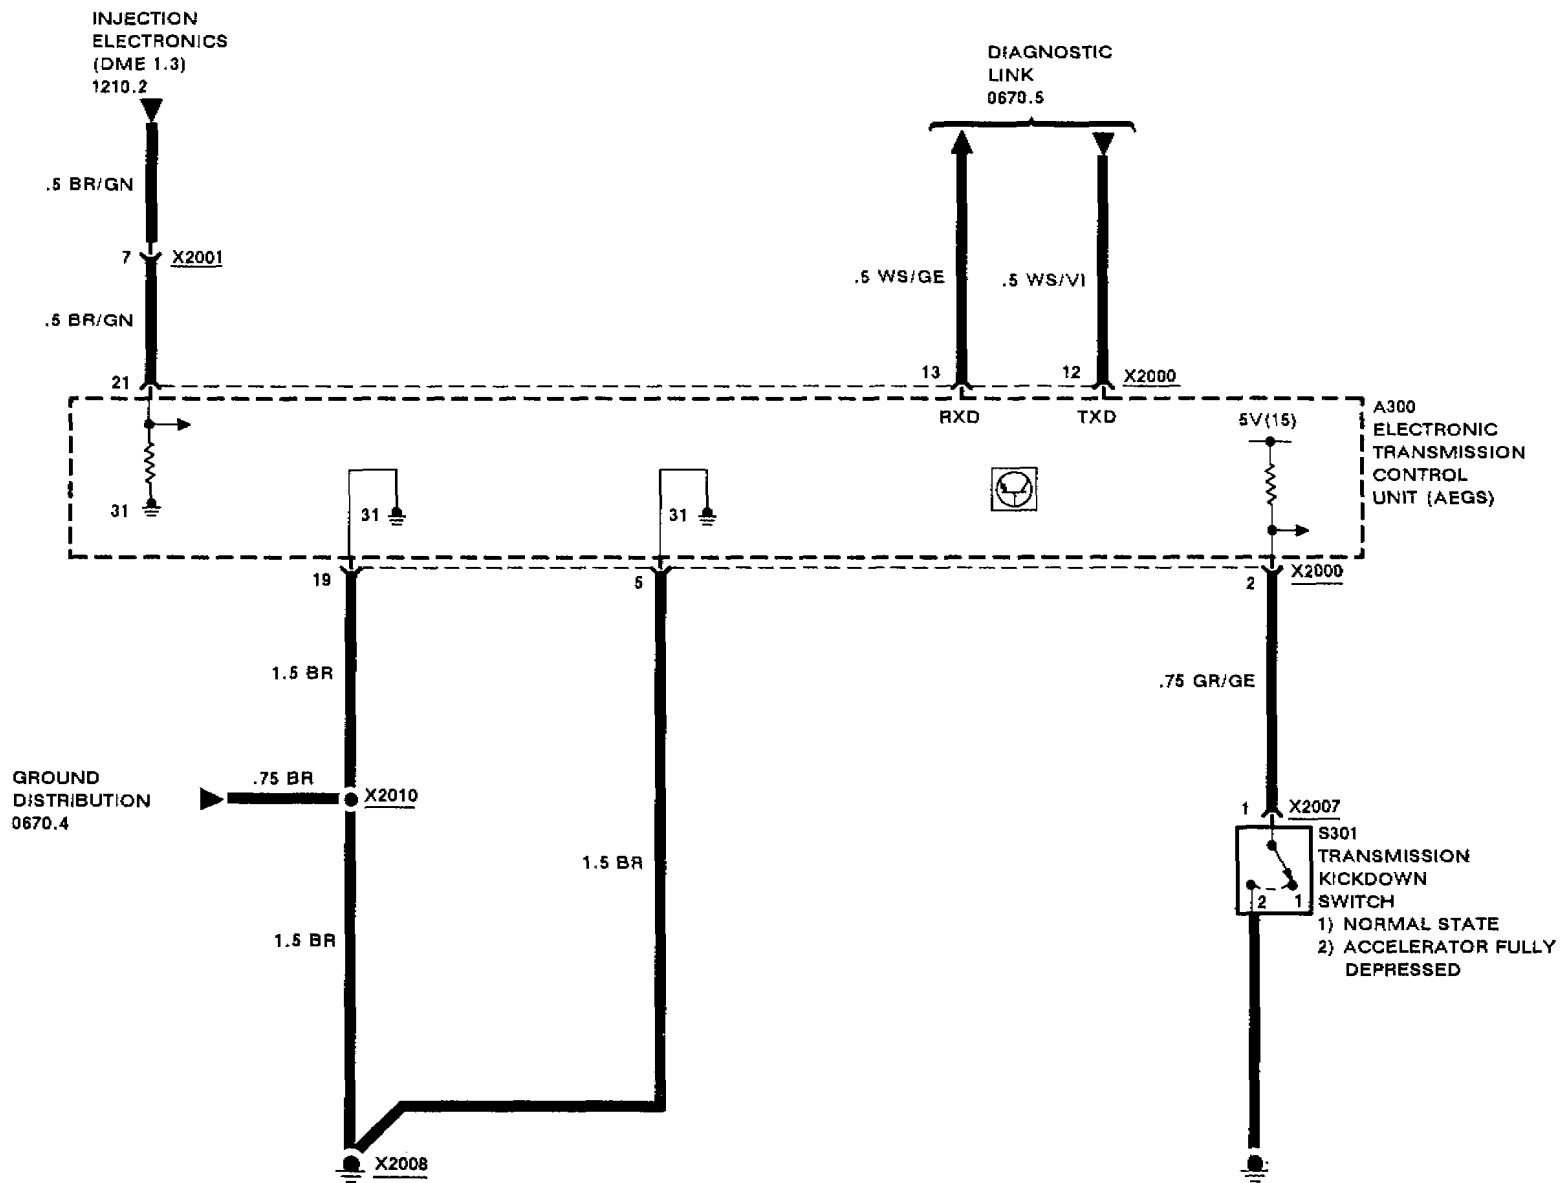 INJECTION
ELECTRONICS
(DME 1.3)
1210.2
DIAGNOSTIC
LINK
0670.5
.5 BR/GN
7 X2001
.5 WS/GE
.5 WS/VI
.5 BR/GN
21
13
12
X2000
RXD
TXD
5V(15)
A300
ELECTRONIC
TRANSMISSION
CONTROL
UNIT (AEGS)
31
31
31
19
5
2
X2000
1.5 BR
.75 GR/GE
GROUND
DISTRIBUTION
0670.4
.75 BR
X2010
1 X2007
1.5 BR
S301
TRANSMISSION
KICKDOWN
SWITCH
1) NORMAL STATE
2) ACCELERATOR FULLY
DEPRESSED
2 1
1.5 BR
X2008